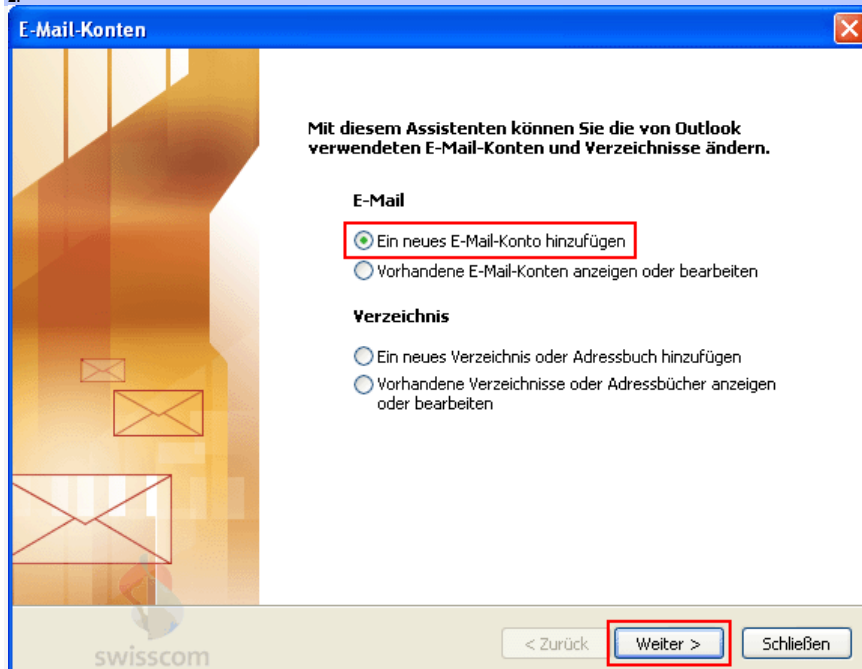 E-Mail-Konten
Mit diesem Assistenten können Sie die von Outlook
verwendeten E-Mail-Konten und Verzeichnisse ändern.
E-Mail
Ein neues E-Mail-Konto hinzufügen
Vorhandene E-Mail-Konten anzeigen oder bearbeiten
Verzeichnis
Ein neues Verzeichnis oder Adressbuch hinzufügen
Vorhandene Verzeichnisse oder Adressbücher anzeigen
oder bearbeiten
swisscom
< Zurück Weiter > Schließen